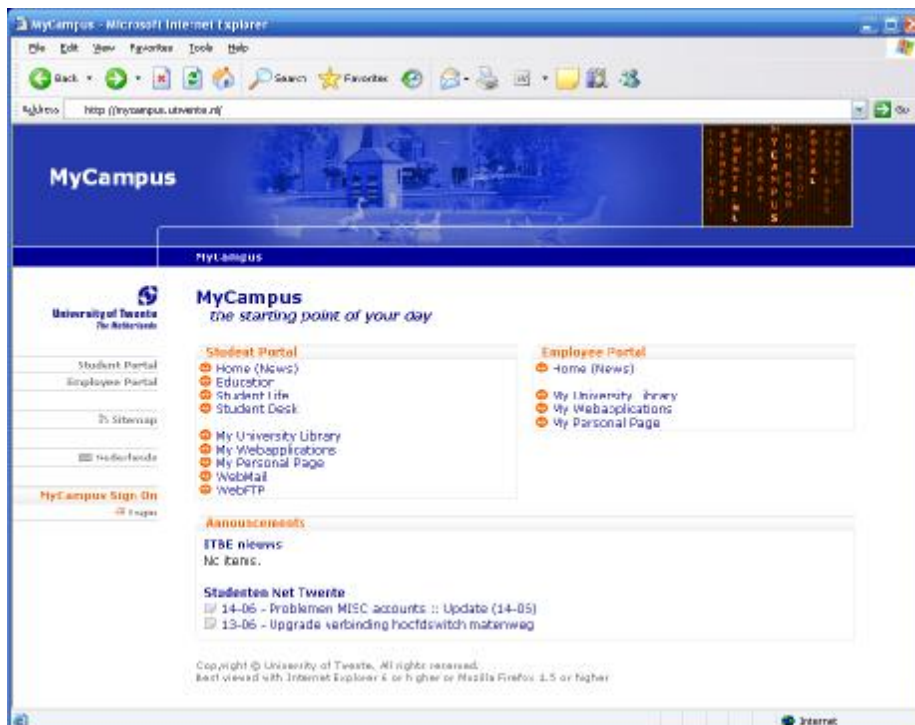 MyCampus - Microsoft Internet Explorer
File Edit View Favorites Tools Help
Back Search Favorites
Address http://mycampus.utwente.nl/ Go
MyCampus
MyCampus
University of Twente
The Netherlands
Student Portal
Employee Portal
Sitemap
Nederlands
MyCampus Sign On
Logon
MyCampus
the starting point of your day
Student Portal
Home (News)
Education
Student Life
Student Desk
My University Library
My Webapplications
My Personal Page
WebMail
WebFTP
Employee Portal
Home (News)
My University Library
My Webapplications
My Personal Page
Announcements
ITBE nieuws
No items.
Studenten Net Twente
14-06 - Problemen MISC accounts :: Update (14-06)
13-06 - Upgrade verbinding hoofdswitch matenweg
Copyright © University of Twente, All rights reserved.
Best viewed with Internet Explorer 6 or higher or Mozilla Firefox 1.5 or higher
Internet